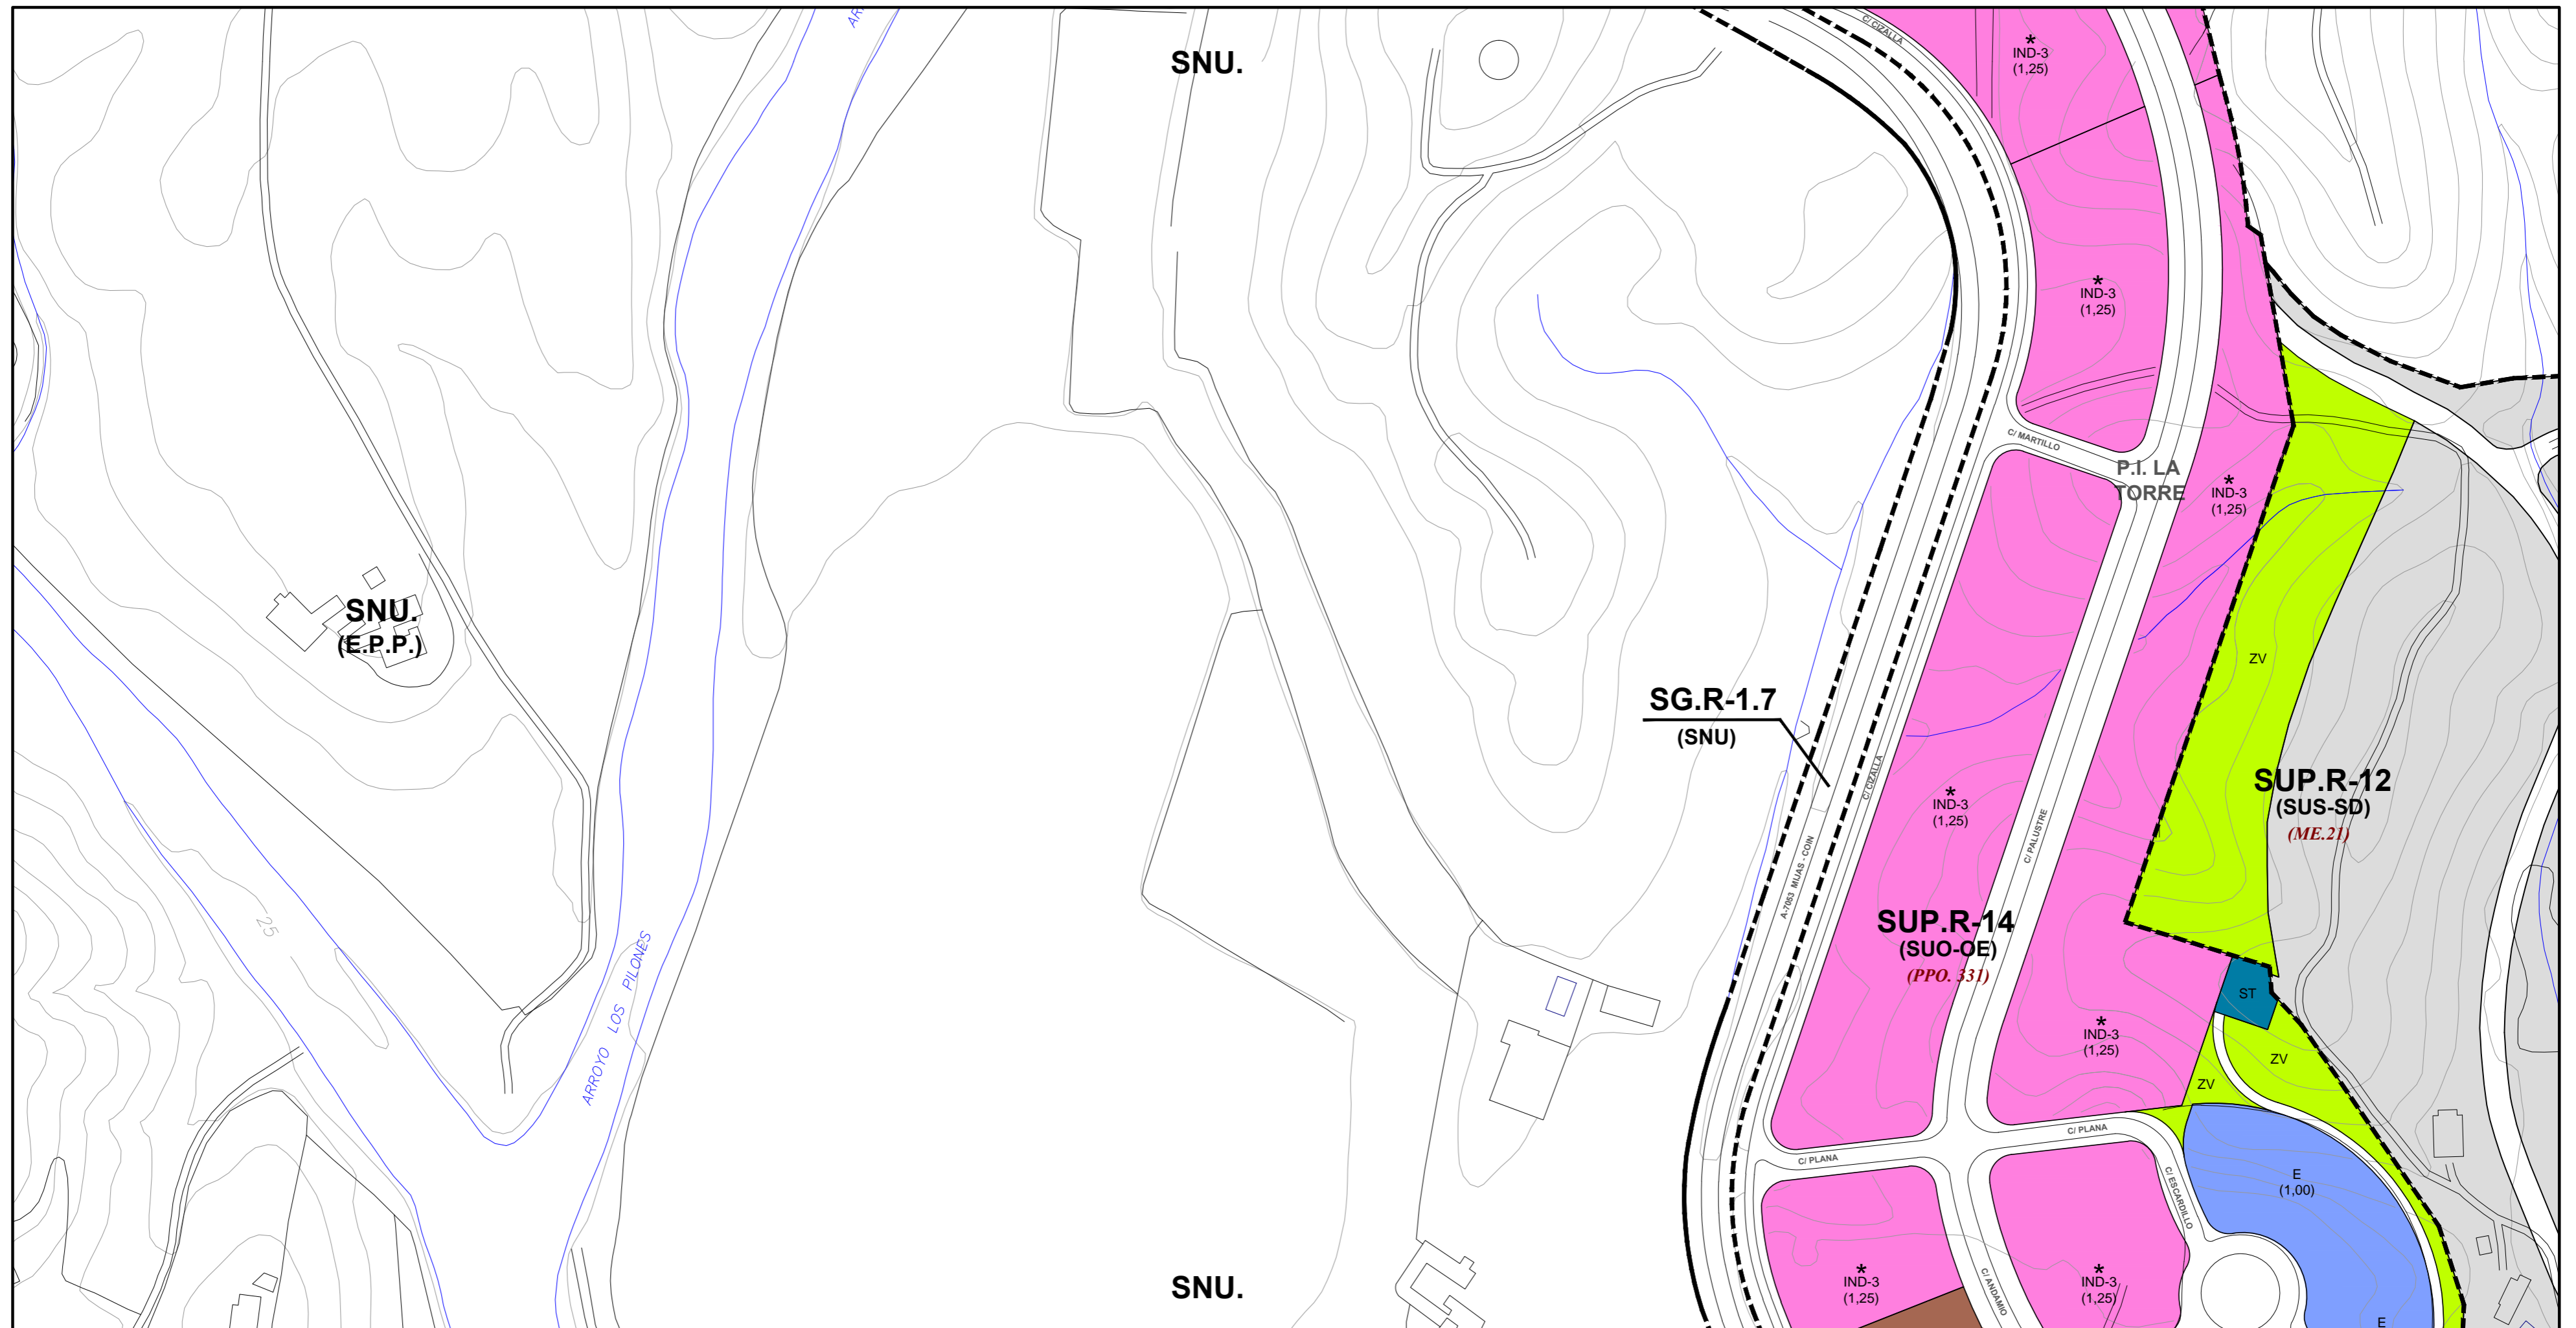 SNU.
C/ CIZALLA
*
IND-3
(1,25)
*
IND-3
(1,25)
C/ MARTILLO
P.I. LA
TORRE
*
IND-3
(1,25)
SNU.
(E.P.P.)
ZV
SG.R-1.7
(SNU)
C/ CIZALLA
*
IND-3
(1,25)
C/ PALUSTRE
SUP.R-12
(SUS-SD)
(ME.21)
A-7053 MIJAS - COIN
SUP.R-14
(SUO-OE)
(PPO. 331)
25
ARROYO LOS PILONES
ST
*
IND-3
(1,25)
ZV
ZV
C/ PLANA
C/ PLANA
C/ ESCARDILLO
E
(1,00)
SNU.
*
IND-3
(1,25)
C/ ANDAMIO
*
IND-3
(1,25)
E